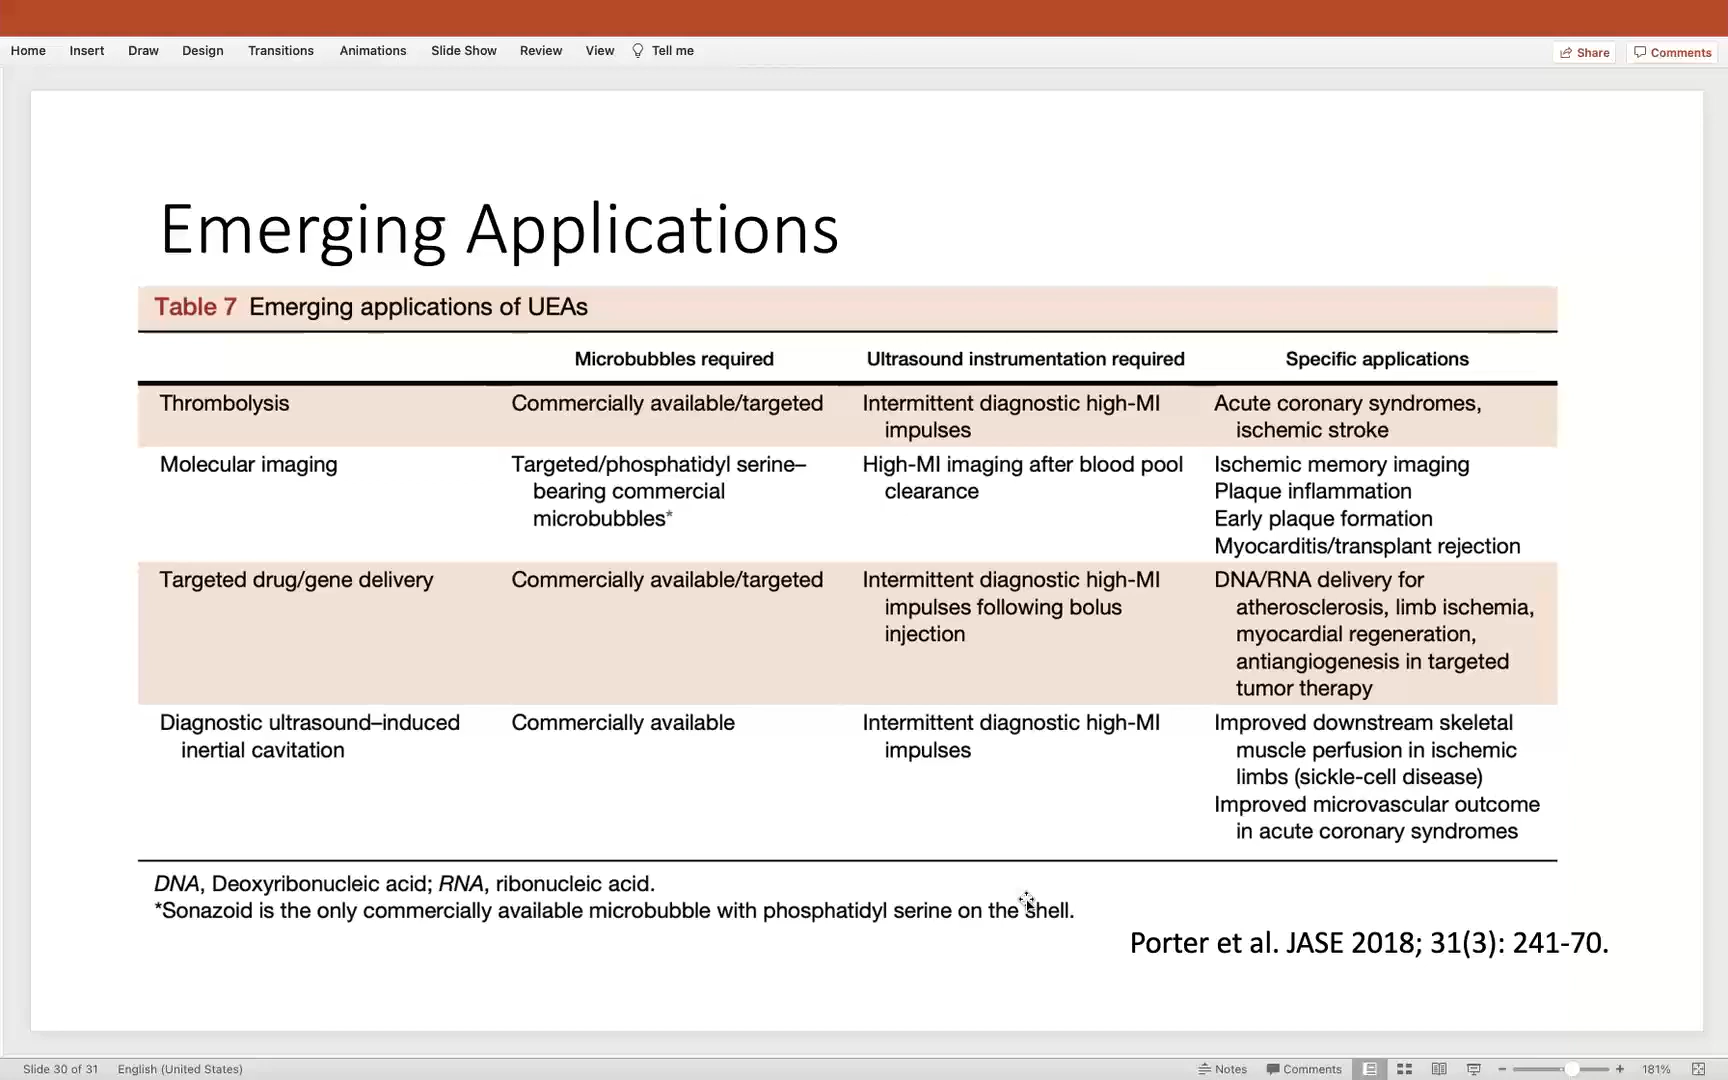 Home Insert Draw Design Transitions Animations Slide Show Review View Tell me Share Comments
Emerging Applications
Table 7 Emerging applications of UEAs
Microbubbles required Ultrasound instrumentation required Specific applications
Thrombolysis Commercially available/targeted Intermittent diagnostic high-MI Acute coronary syndromes,
impulses ischemic stroke
Molecular imaging Targeted/phosphatidyl serine– High-MI imaging after blood pool Ischemic memory imaging
bearing commercial clearance Plaque inflammation
microbubbles* Early plaque formation
Myocarditis/transplant rejection
Targeted drug/gene delivery Commercially available/targeted Intermittent diagnostic high-MI DNA/RNA delivery for
impulses following bolus atherosclerosis, limb ischemia,
injection myocardial regeneration,
antiangiogenesis in targeted
tumor therapy
Diagnostic ultrasound–induced Commercially available Intermittent diagnostic high-MI Improved downstream skeletal
inertial cavitation impulses muscle perfusion in ischemic
limbs (sickle-cell disease)
Improved microvascular outcome
in acute coronary syndromes
DNA, Deoxyribonucleic acid; RNA, ribonucleic acid.
*Sonazoid is the only commercially available microbubble with phosphatidyl serine on the shell.
Porter et al. JASE 2018; 31(3): 241-70.
Slide 30 of 31 English (United States) Notes Comments 181%